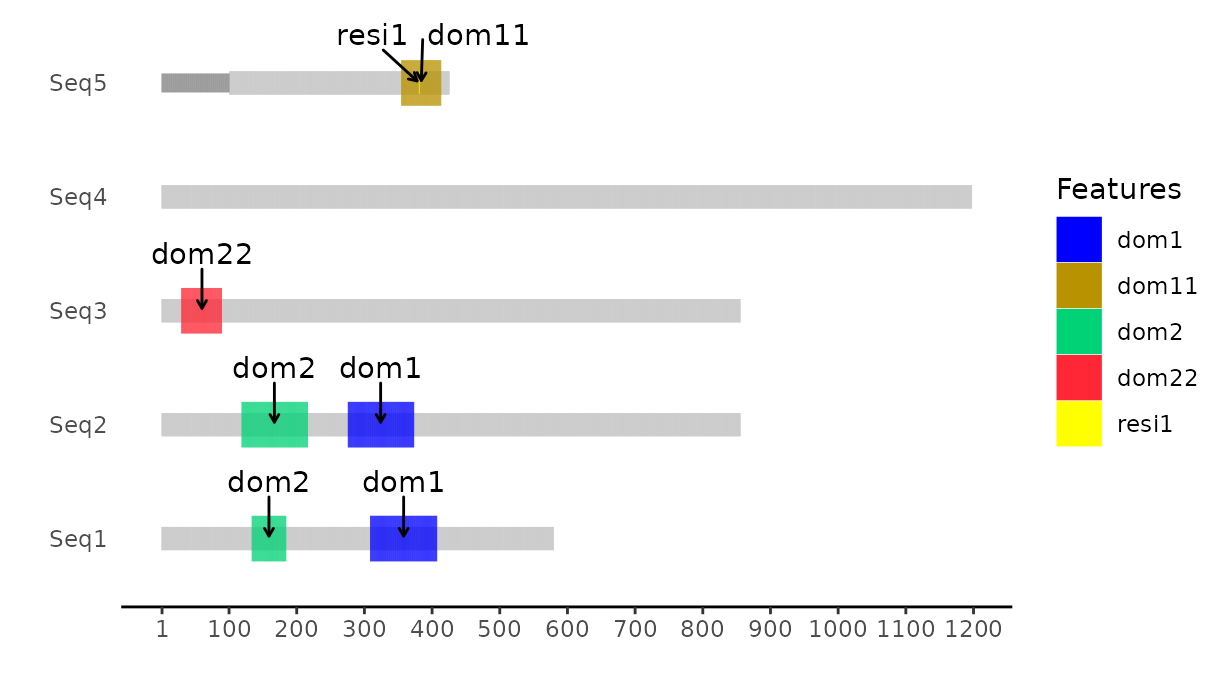 resi1 dom11
Seq5
Seq4
dom22
Seq3
dom2 dom1
Seq2
dom2 dom1
Seq1
1 100 200 300 400 500 600 700 800 900 1000 1100 1200
Features
dom1
dom11
dom2
dom22
resi1